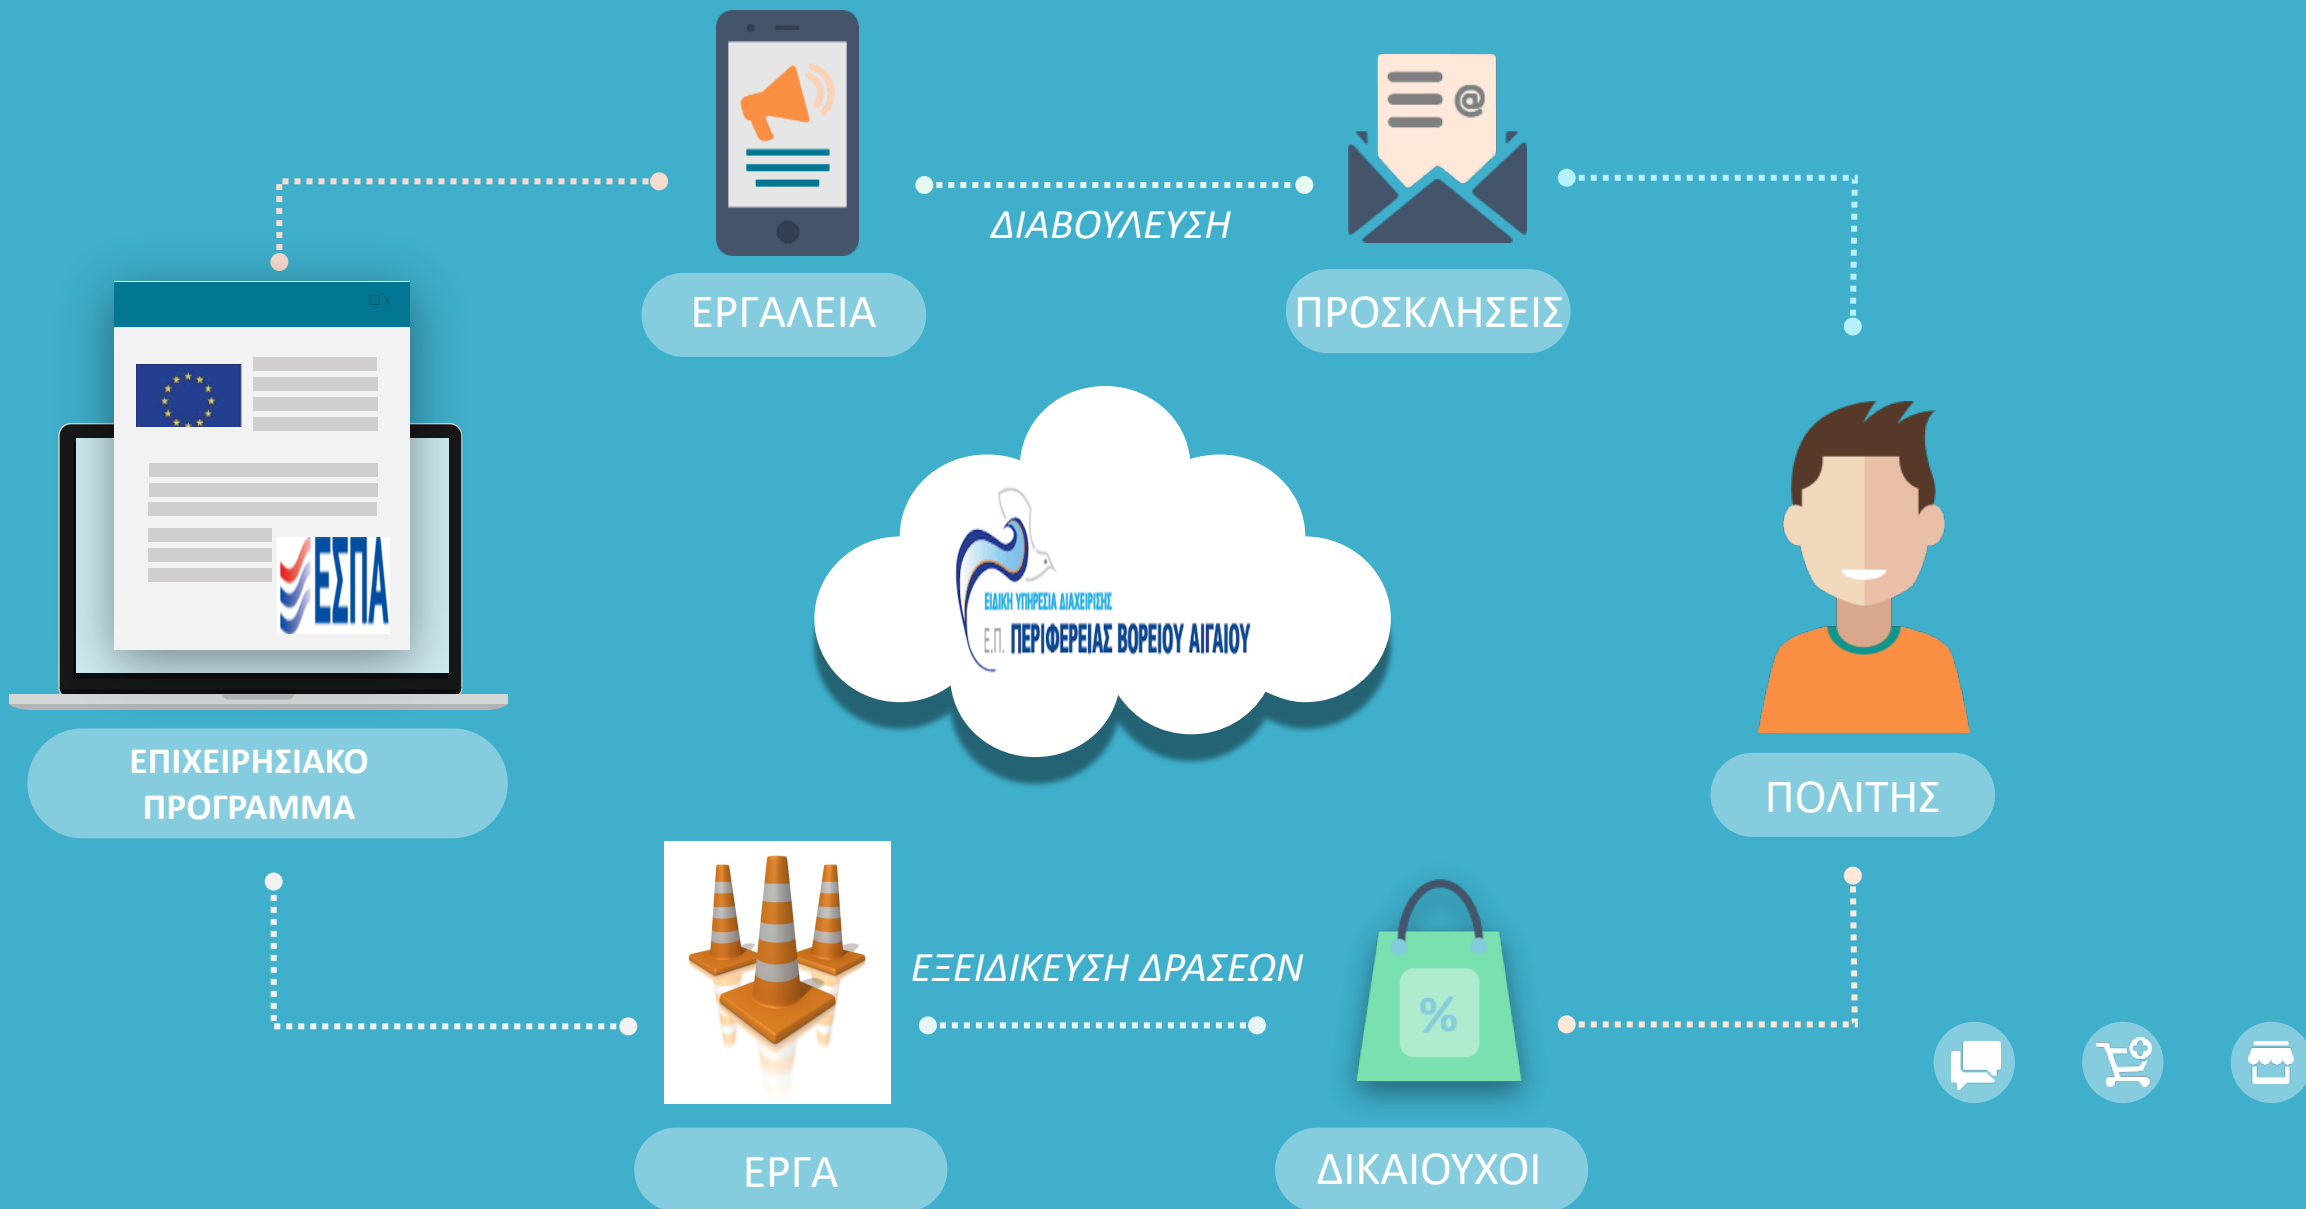 @
ΔΙΑΒΟΥΛΕΥΣΗ
ΕΡΓΑΛΕΙΑ
ΠΡΟΣΚΛΗΣΕΙΣ
X
ΕΣΠΑ
ΕΙΔΙΚΗ ΥΠΗΡΕΣΙΑ ΔΙΑΧΕΙΡΙΣΗΣ
Ε.Π. ΠΕΡΙΦΕΡΕΙΑΣ ΒΟΡΕΙΟΥ ΑΙΓΑΙΟΥ
ΕΠΙΧΕΙΡΗΣΙΑΚΟ
ΠΡΟΓΡΑΜΜΑ
ΠΟΛΙΤΗΣ
ΕΞΕΙΔΙΚΕΥΣΗ ΔΡΑΣΕΩΝ
%
ΕΡΓΑ
ΔΙΚΑΙΟΥΧΟΙ